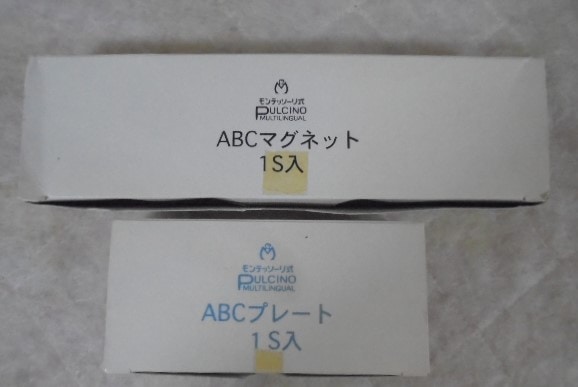 モンテッソーリ式
PULCINO
MULTILINGUAL
ABCマグネット
1S入
モンテッソーリ式
PULCINO
MULTILINGUAL
ABCプレート
1S入